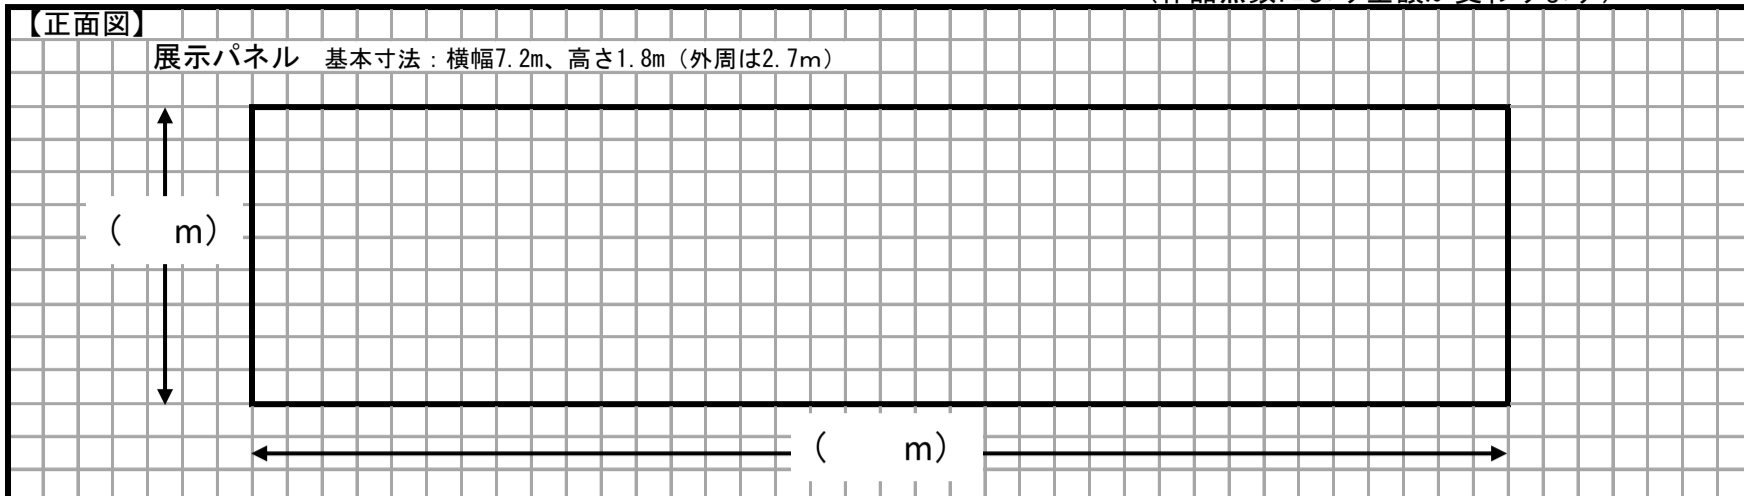 【正面図】
展示パネル 基本寸法：横幅7.2m、高さ1.8m（外周は2.7ｍ）
（ ｍ）
（ ｍ）